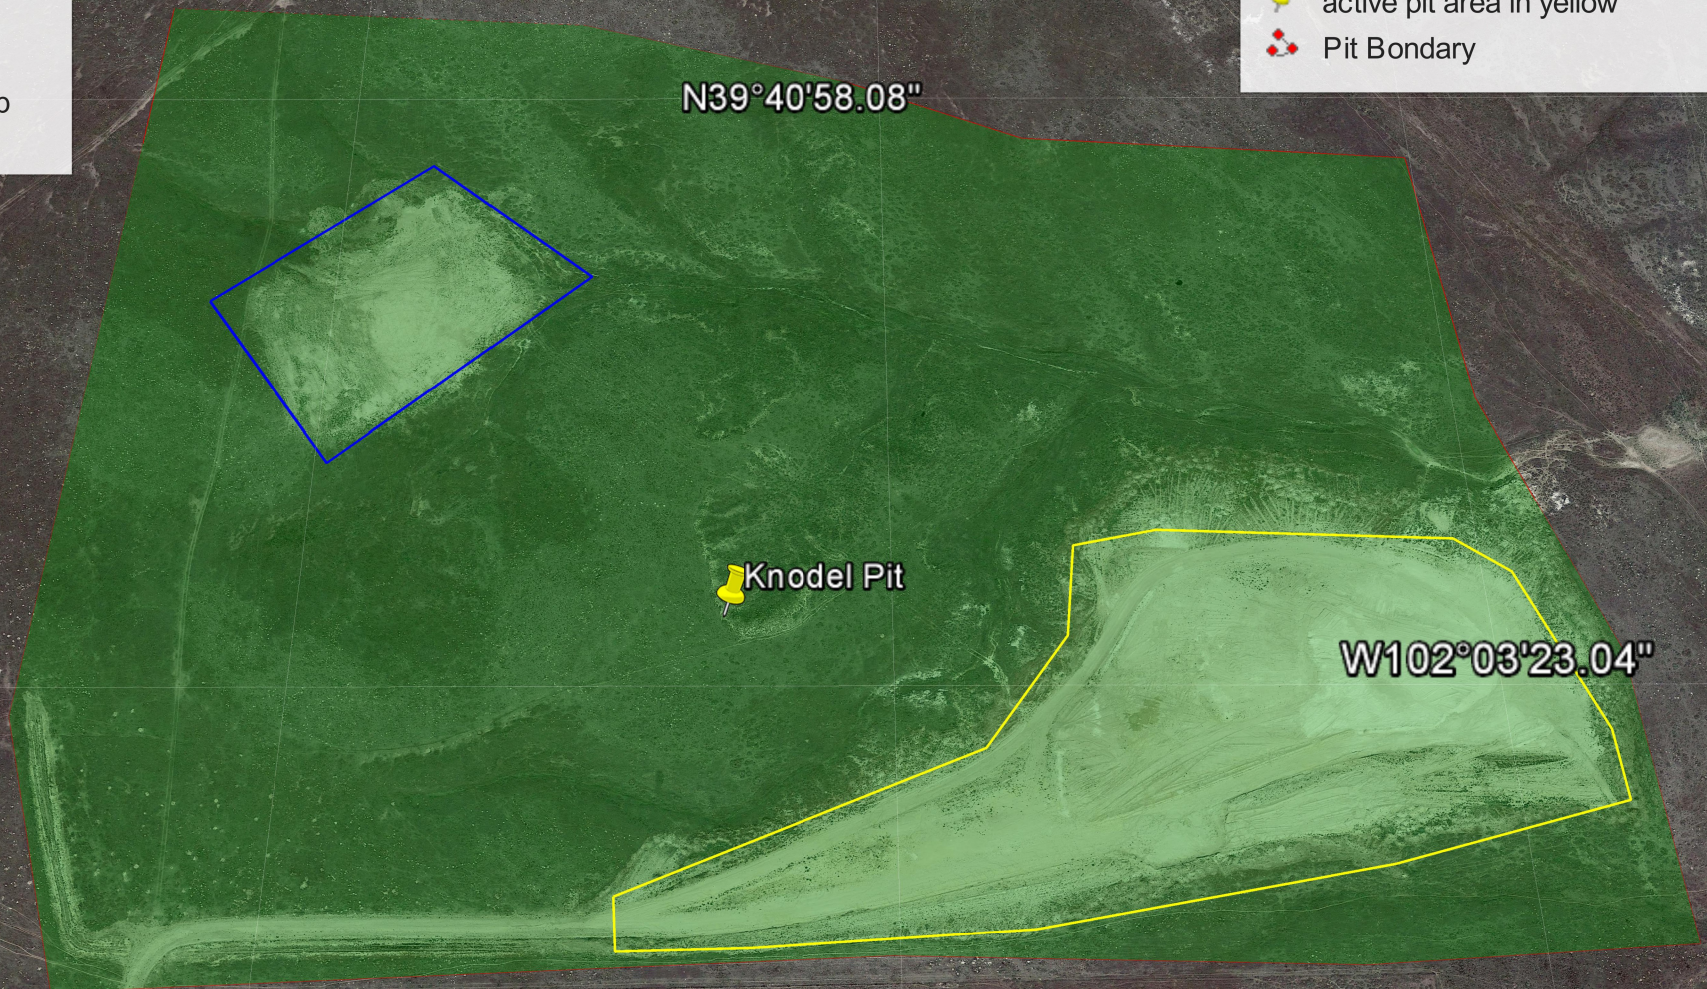 active pit area in yellow
Pit Bondary
N39°40'58.08"
Knodel Pit
W102°03'23.04"